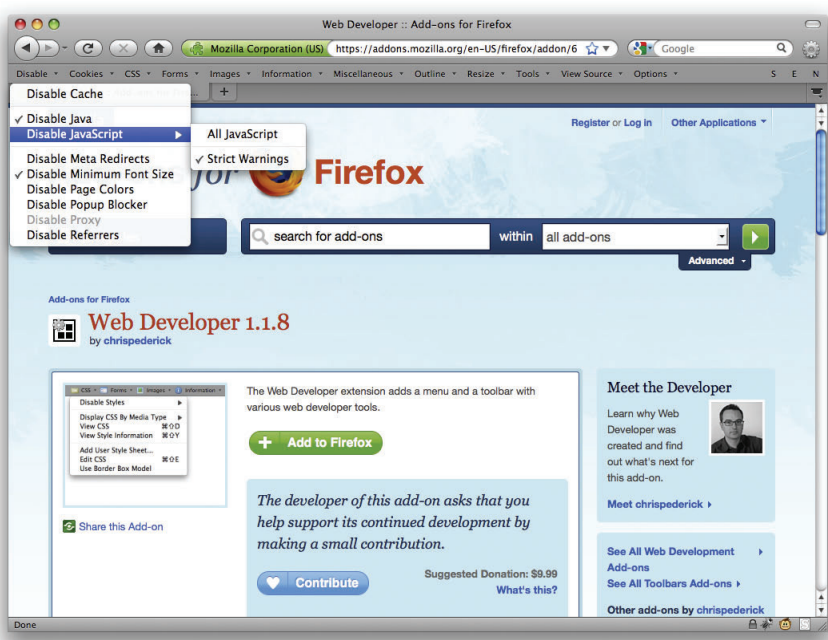 Web Developer :: Add-ons for Firefox
Mozilla Corporation (US) https://addons.mozilla.org/en-US/firefox/addon/6 Google
Disable Cookies CSS Forms Images Information Miscellaneous Outline Resize Tools View Source Options S E N
Disable Cache
✓ Disable Java
Disable JavaScript
All JavaScript
✓ Strict Warnings
Disable Meta Redirects
✓ Disable Minimum Font Size
Disable Page Colors
Disable Popup Blocker
Disable Proxy
Disable Referrers
Register or Log in Other Applications
for Firefox
search for add-ons within all add-ons
Advanced
Add-ons for Firefox
Web Developer 1.1.8
by chrispederick
CSS Forms Images Information
Disable Styles
Display CSS By Media Type
View CSS ⌘⇧D
View Style Information ⌘⇧Y
Add User Style Sheet...
Edit CSS ⌘⇧E
Use Border Box Model
Share this Add-on
The Web Developer extension adds a menu and a toolbar with
various web developer tools.
Add to Firefox
The developer of this add-on asks that you
help support its continued development by
making a small contribution.
Contribute
Suggested Donation: $9.99
What's this?
Meet the Developer
Learn why Web
Developer was
created and find
out what's next for
this add-on.
Meet chrispederick
See All Web Development
Add-ons
See All Toolbars Add-ons
Other add-ons by chrispederick
Done